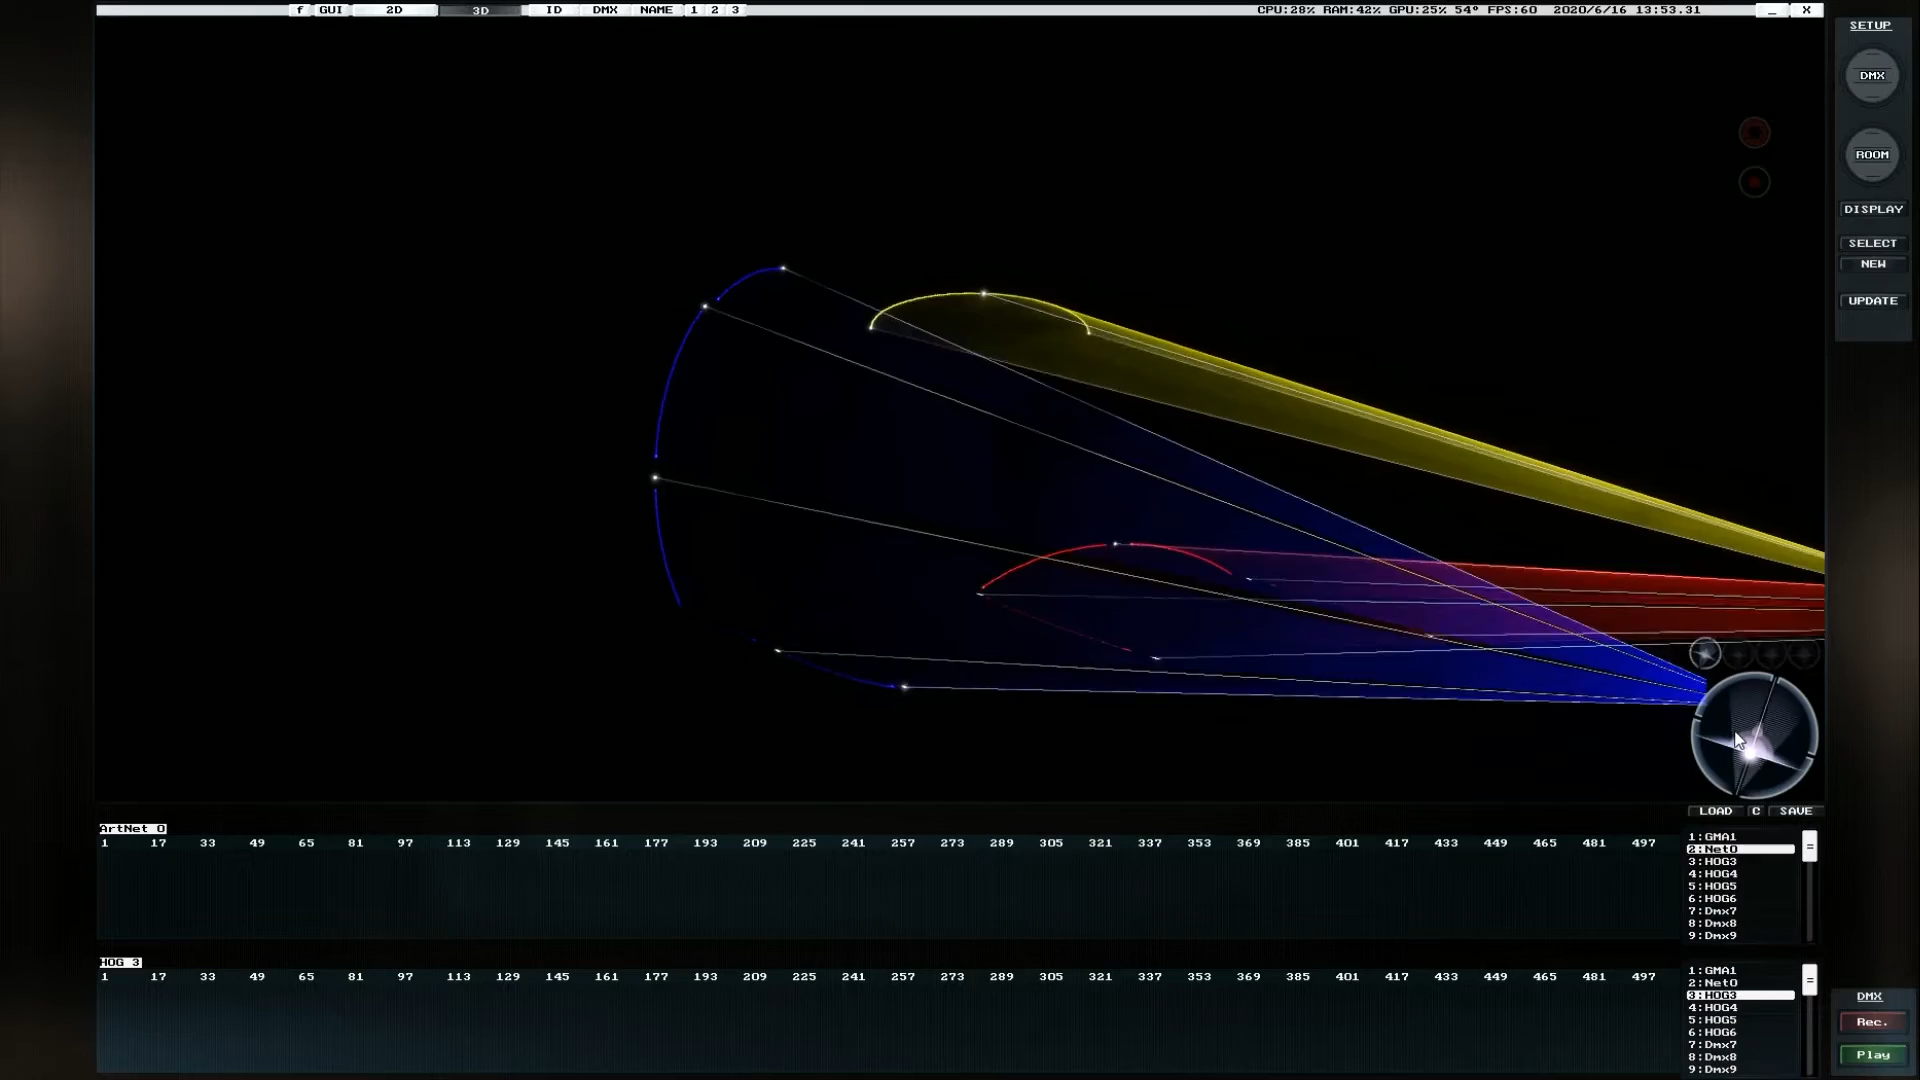 f GUI 2D 3D ID DMX NAME 1 2 3 CPU:28% RAM:42% GPU:25% 54° FPS:60 2020/6/16 13:53.31 _ X
SETUP
DMX
ROOM
DISPLAY
SELECT
NEW
UPDATE
LOAD C SAVE
ArtNet 0
1 17 33 49 65 81 97 113 129 145 161 177 193 209 225 241 257 273 289 305 321 337 353 369 385 401 417 433 449 465 481 497
1:GMA1
2:Net0
3:HOG3
4:HOG4
5:HOG5
6:HOG6
7:Dmx7
8:Dmx8
9:Dmx9
HOG 3
1 17 33 49 65 81 97 113 129 145 161 177 193 209 225 241 257 273 289 305 321 337 353 369 385 401 417 433 449 465 481 497
1:GMA1
2:Net0
3:HOG3
4:HOG4
5:HOG5
6:HOG6
7:Dmx7
8:Dmx8
9:Dmx9
DMX
Rec.
Play